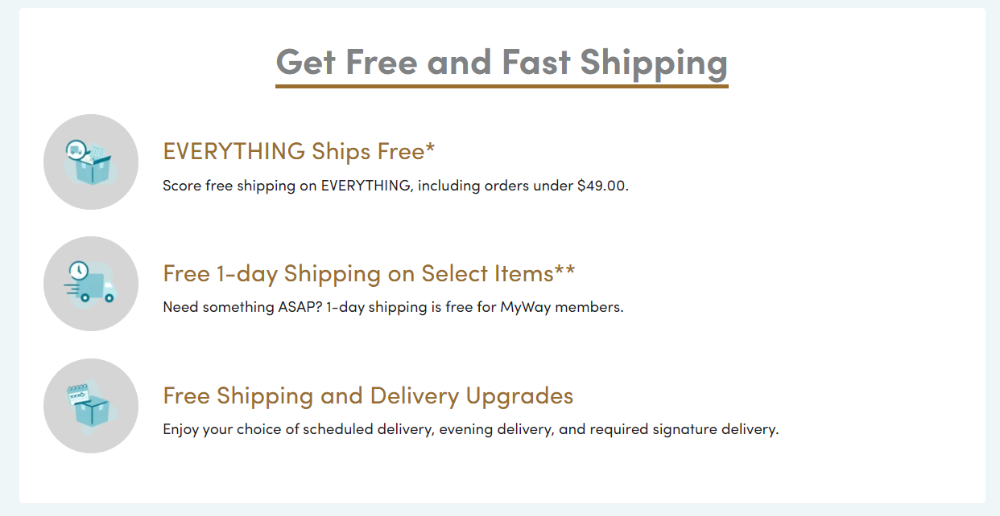 Get Free and Fast Shipping
EVERYTHING Ships Free*
Score free shipping on EVERYTHING, including orders under $49.00.
Free 1-day Shipping on Select Items**
Need something ASAP? 1-day shipping is free for MyWay members.
Free Shipping and Delivery Upgrades
Enjoy your choice of scheduled delivery, evening delivery, and required signature delivery.